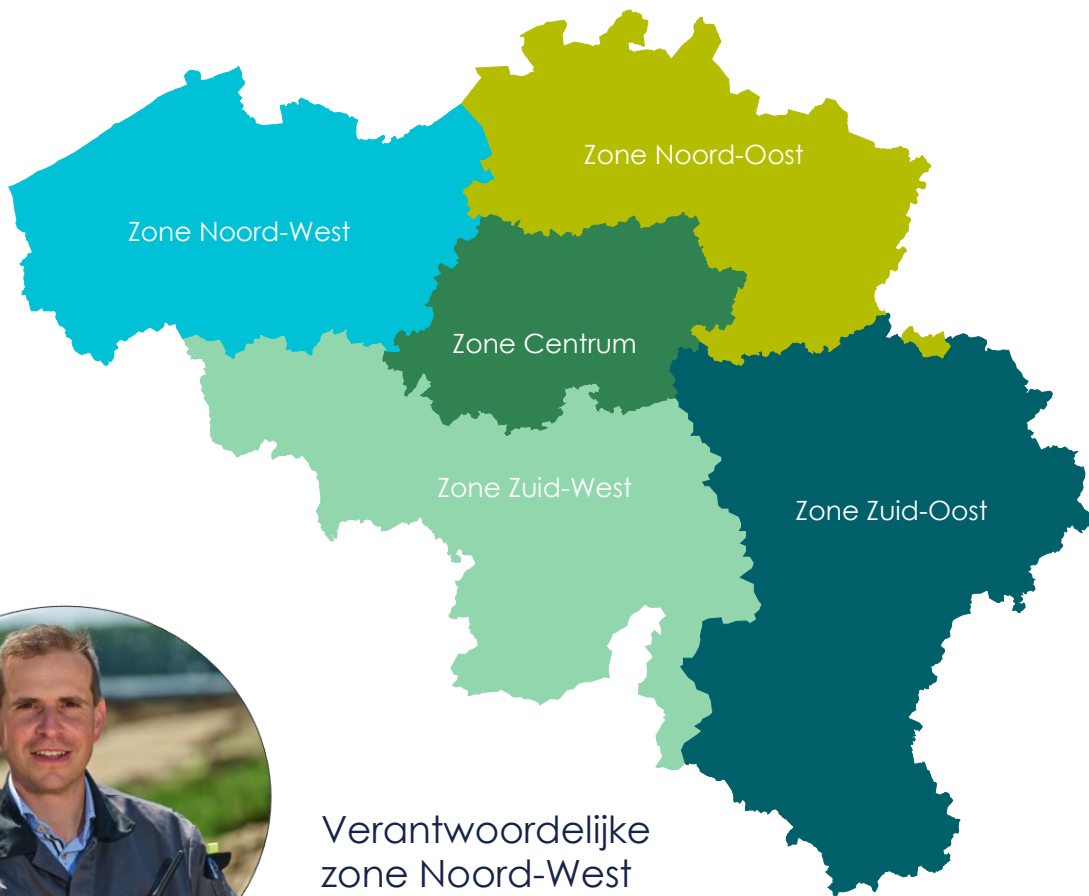 Zone Noord-Oost
Zone Noord-West
Zone Centrum
Zone Zuid-West
Zone Zuid-Oost
Verantwoordelijke
zone Noord-West